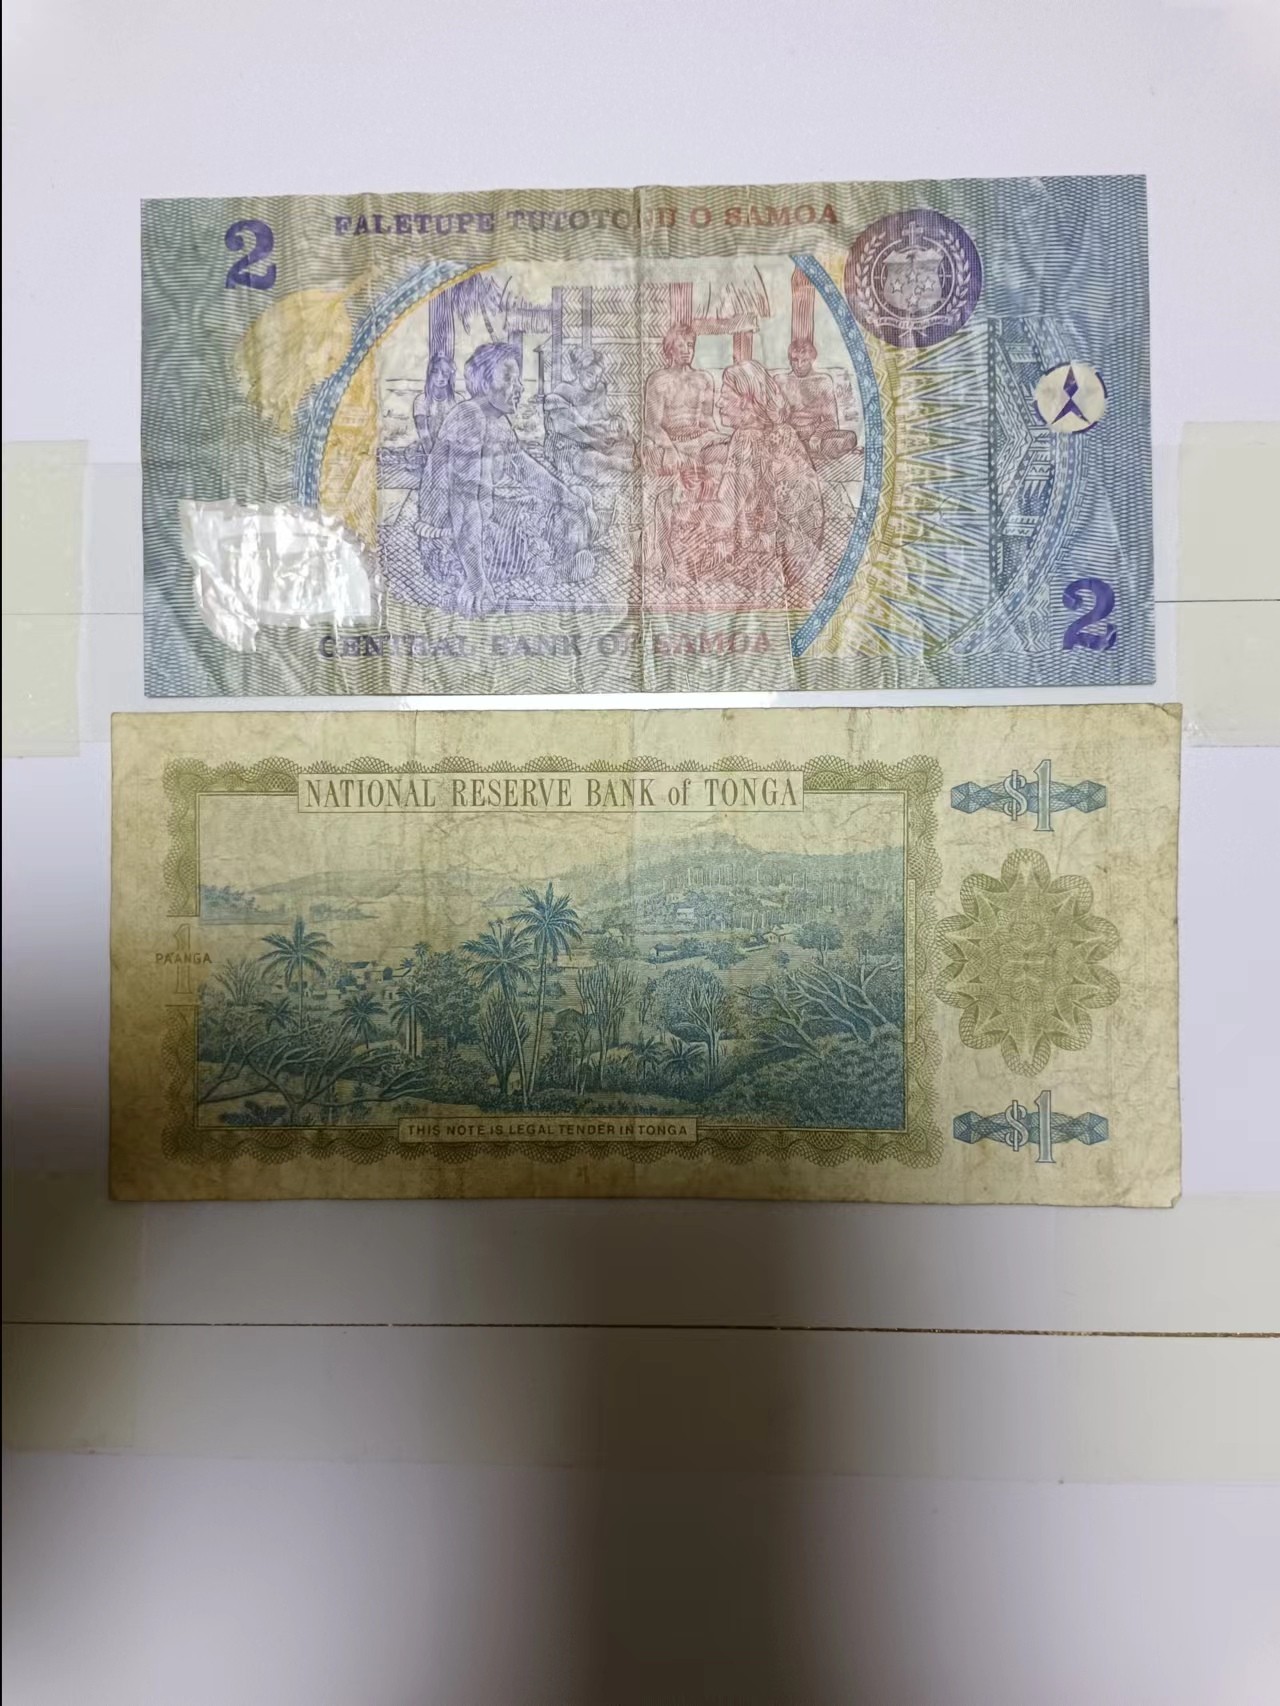 2
FALETUPE TUTOTONU O SAMOA
CENTRAL BANK OF SAMOA
2
NATIONAL RESERVE BANK of TONGA
$1
1
PA'ANGA
THIS NOTE IS LEGAL TENDER IN TONGA
$1